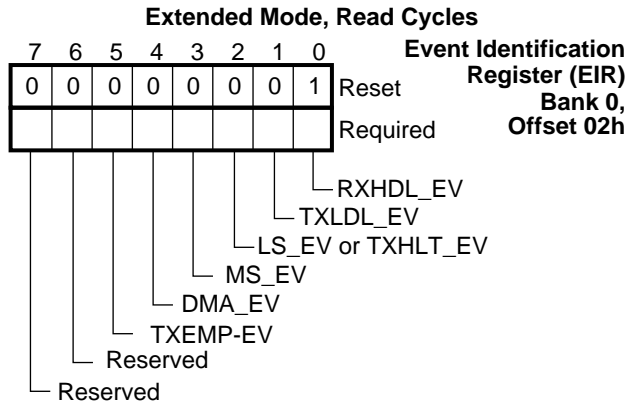 Extended Mode, Read Cycles
7 6 5 4 3 2 1 0
Event Identification
Register (EIR)
Bank 0,
Offset 02h
0 0 0 0 0 0 0 1 Reset
Required
RXHDL_EV
TXLDL_EV
LS_EV or TXHLT_EV
MS_EV
DMA_EV
TXEMP-EV
Reserved
Reserved